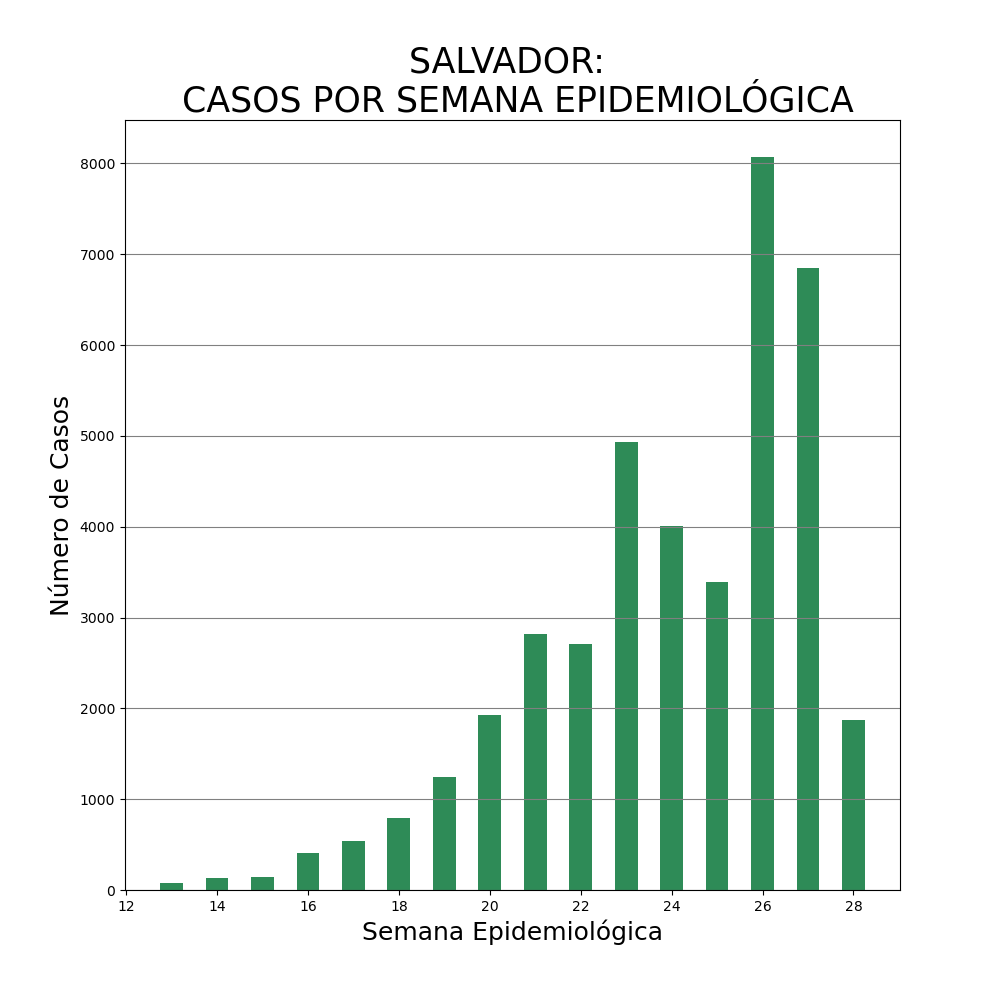 SALVADOR:
CASOS POR SEMANA EPIDEMIOLÓGICA
8000
7000
6000
5000
4000
3000
2000
1000
0
Número de Casos
12 14 16 18 20 22 24 26 28
Semana Epidemiológica